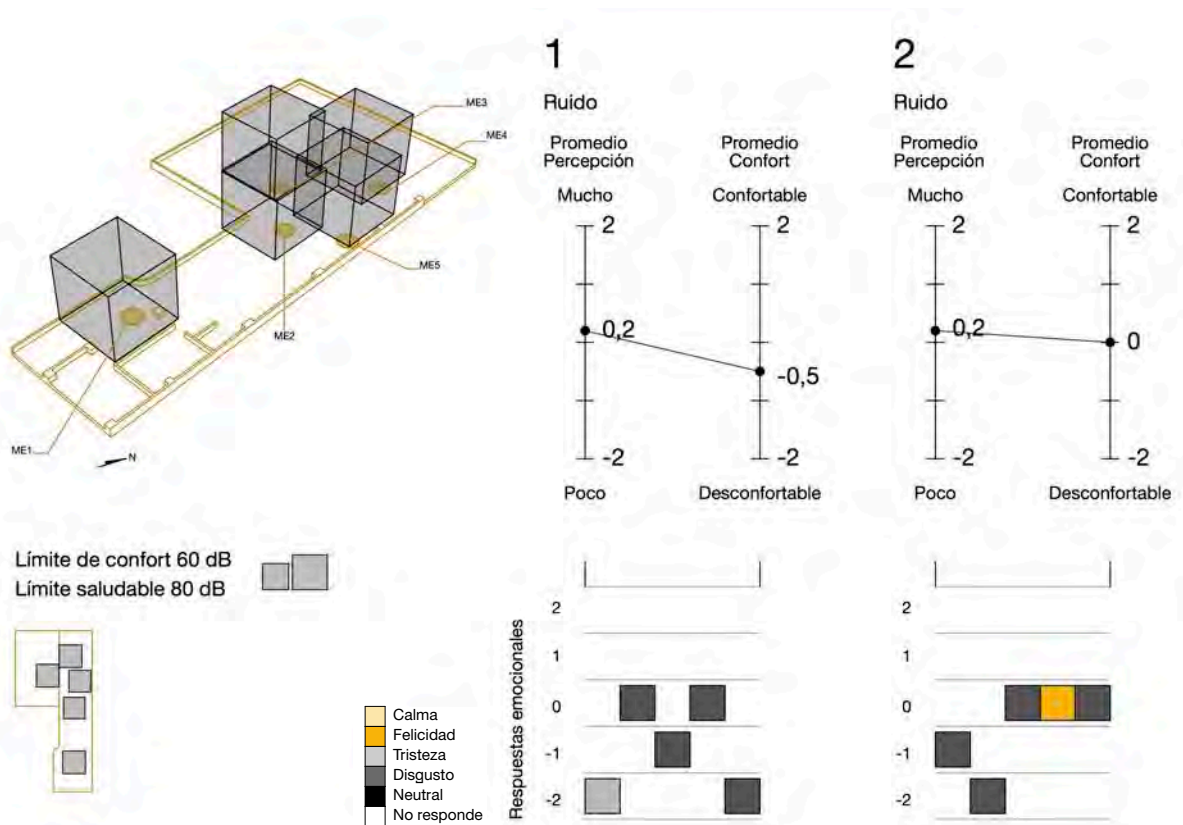 ME3
ME4
ME5
ME2
ME1
N
Límite de confort 60 dB
Límite saludable 80 dB
Calma
Felicidad
Tristeza
Disgusto
Neutral
No responde
1
Ruido
Promedio
Percepción
Promedio
Confort
Mucho
Confortable
2
2
0,2
-0,5
-2
-2
Poco
Desconfortable
Respuestas emocionales
2
1
0
-1
-2
2
Ruido
Promedio
Percepción
Promedio
Confort
Mucho
Confortable
2
2
0,2
0
-2
-2
Poco
Desconfortable
2
1
0
-1
-2